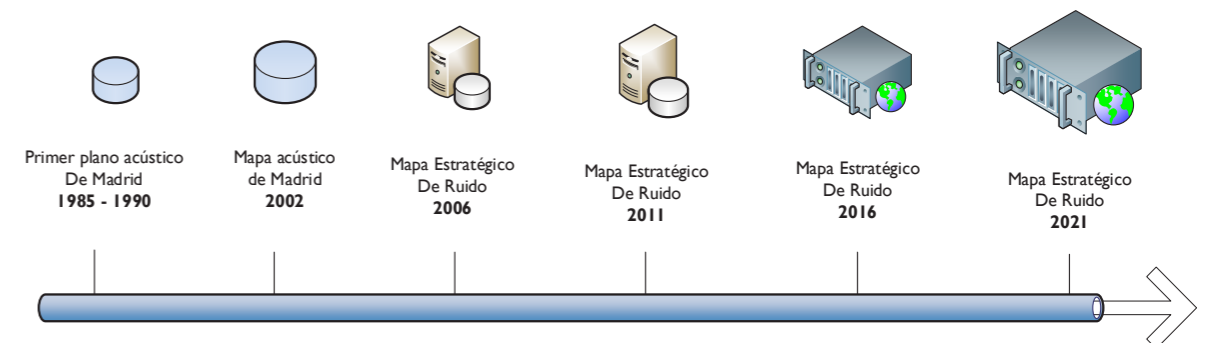 Primer plano acústico
De Madrid
1985 - 1990
Mapa acústico
de Madrid
2002
Mapa Estratégico
De Ruido
2006
Mapa Estratégico
De Ruido
2011
Mapa Estratégico
De Ruido
2016
Mapa Estratégico
De Ruido
2021